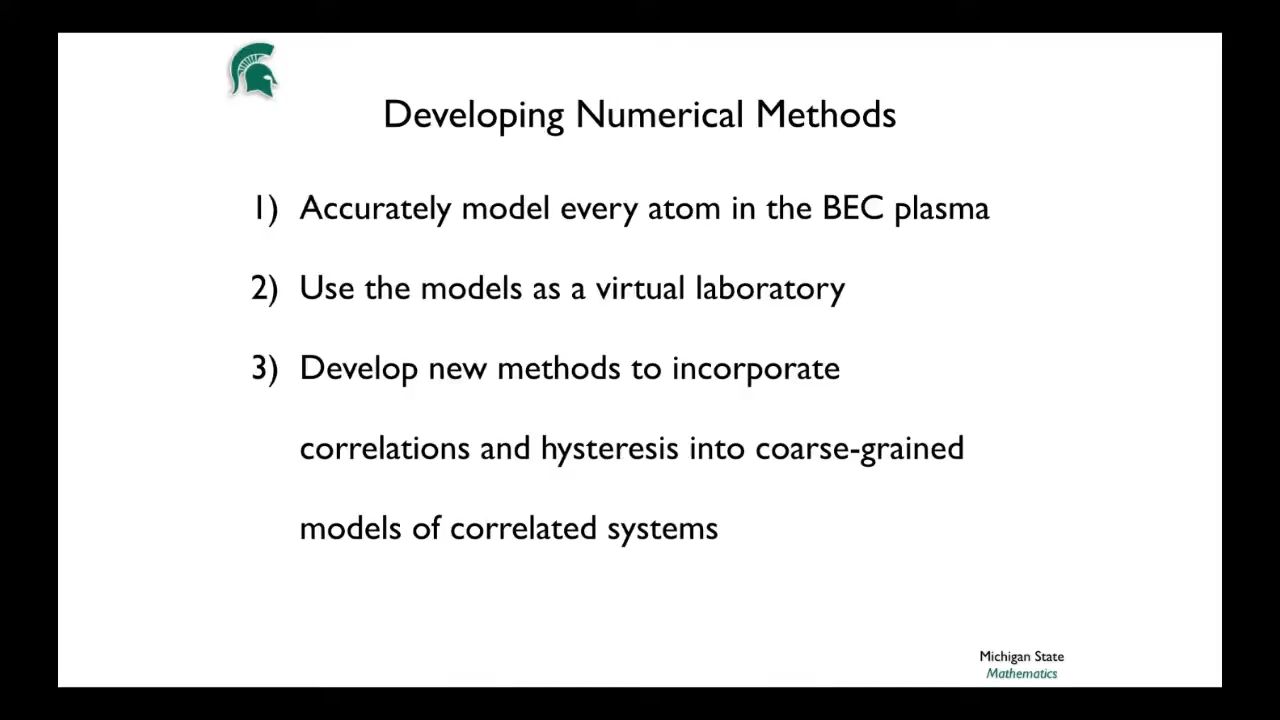 Developing Numerical Methods
1) Accurately model every atom in the BEC plasma
2) Use the models as a virtual laboratory
3) Develop new methods to incorporate
correlations and hysteresis into coarse-grained
models of correlated systems
Michigan State
Mathematics